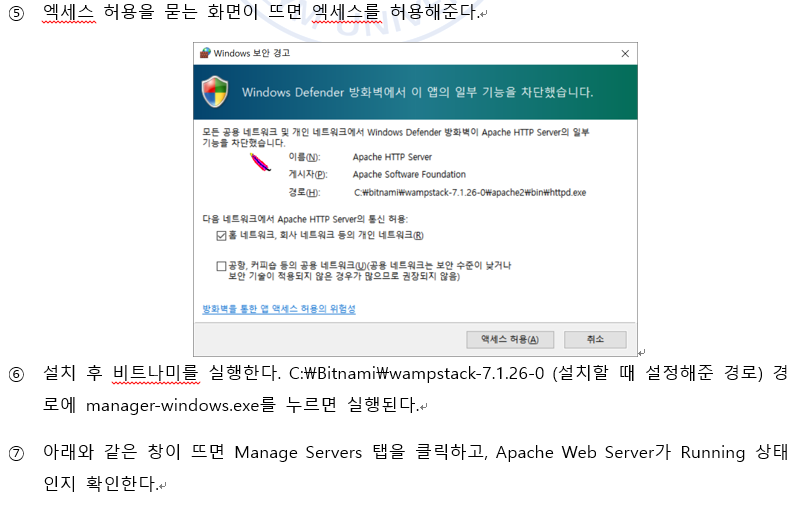 ⑤ 엑세스 허용을 묻는 화면이 뜨면 엑세스를 허용해준다.
Windows 보안 경고
Windows Defender 방화벽에서 이 앱의 일부 기능을 차단했습니다.
모든 공용 네트워크 및 개인 네트워크에서 Windows Defender 방화벽이 Apache HTTP Server의 일부
기능을 차단했습니다.
이름(N): Apache HTTP Server
게시자(P): Apache Software Foundation
경로(H): C:₩bitnami₩wampstack-7.1.26-0₩apache2₩bin₩httpd.exe
다음 네트워크에서 Apache HTTP Server의 통신 허용:
홈 네트워크, 회사 네트워크 등의 개인 네트워크(R)
공항, 커피숍 등의 공용 네트워크(U)(공용 네트워크는 보안 수준이 낮거나
보안 기술이 적용되지 않은 경우가 많으므로 권장되지 않음)
방화벽을 통한 앱 액세스 허용의 위험성
액세스 허용(A) 취소
⑥ 설치 후 비트나미를 실행한다. C:₩Bitnami₩wampstack-7.1.26-0 (설치할 때 설정해준 경로) 경
로에 manager-windows.exe를 누르면 실행된다.
⑦ 아래와 같은 창이 뜨면 Manage Servers 탭을 클릭하고, Apache Web Server가 Running 상태
인지 확인한다.